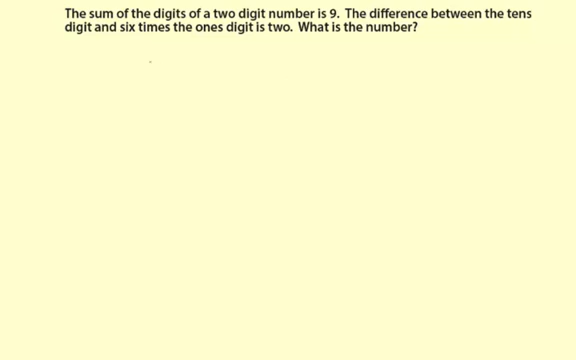 The sum of the digits of a two digit number is 9. The difference between the tens
digit and six times the ones digit is two. What is the number?